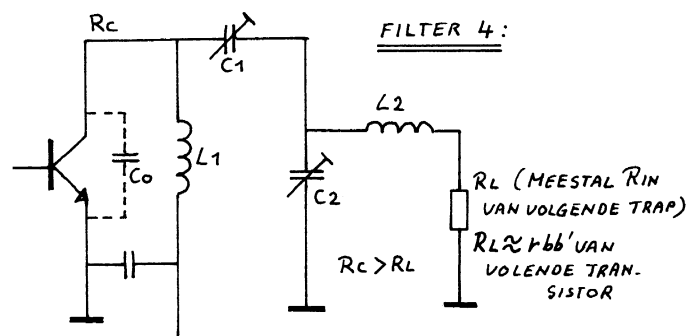 FILTER 4:
Rc
C1
L2
Co
L1
C2
RL (MEESTAL RIN
VAN VOLGENDE TRAP)
RL≈rbb' VAN
VOLENDE TRAN-
SISTOR
Rc > RL